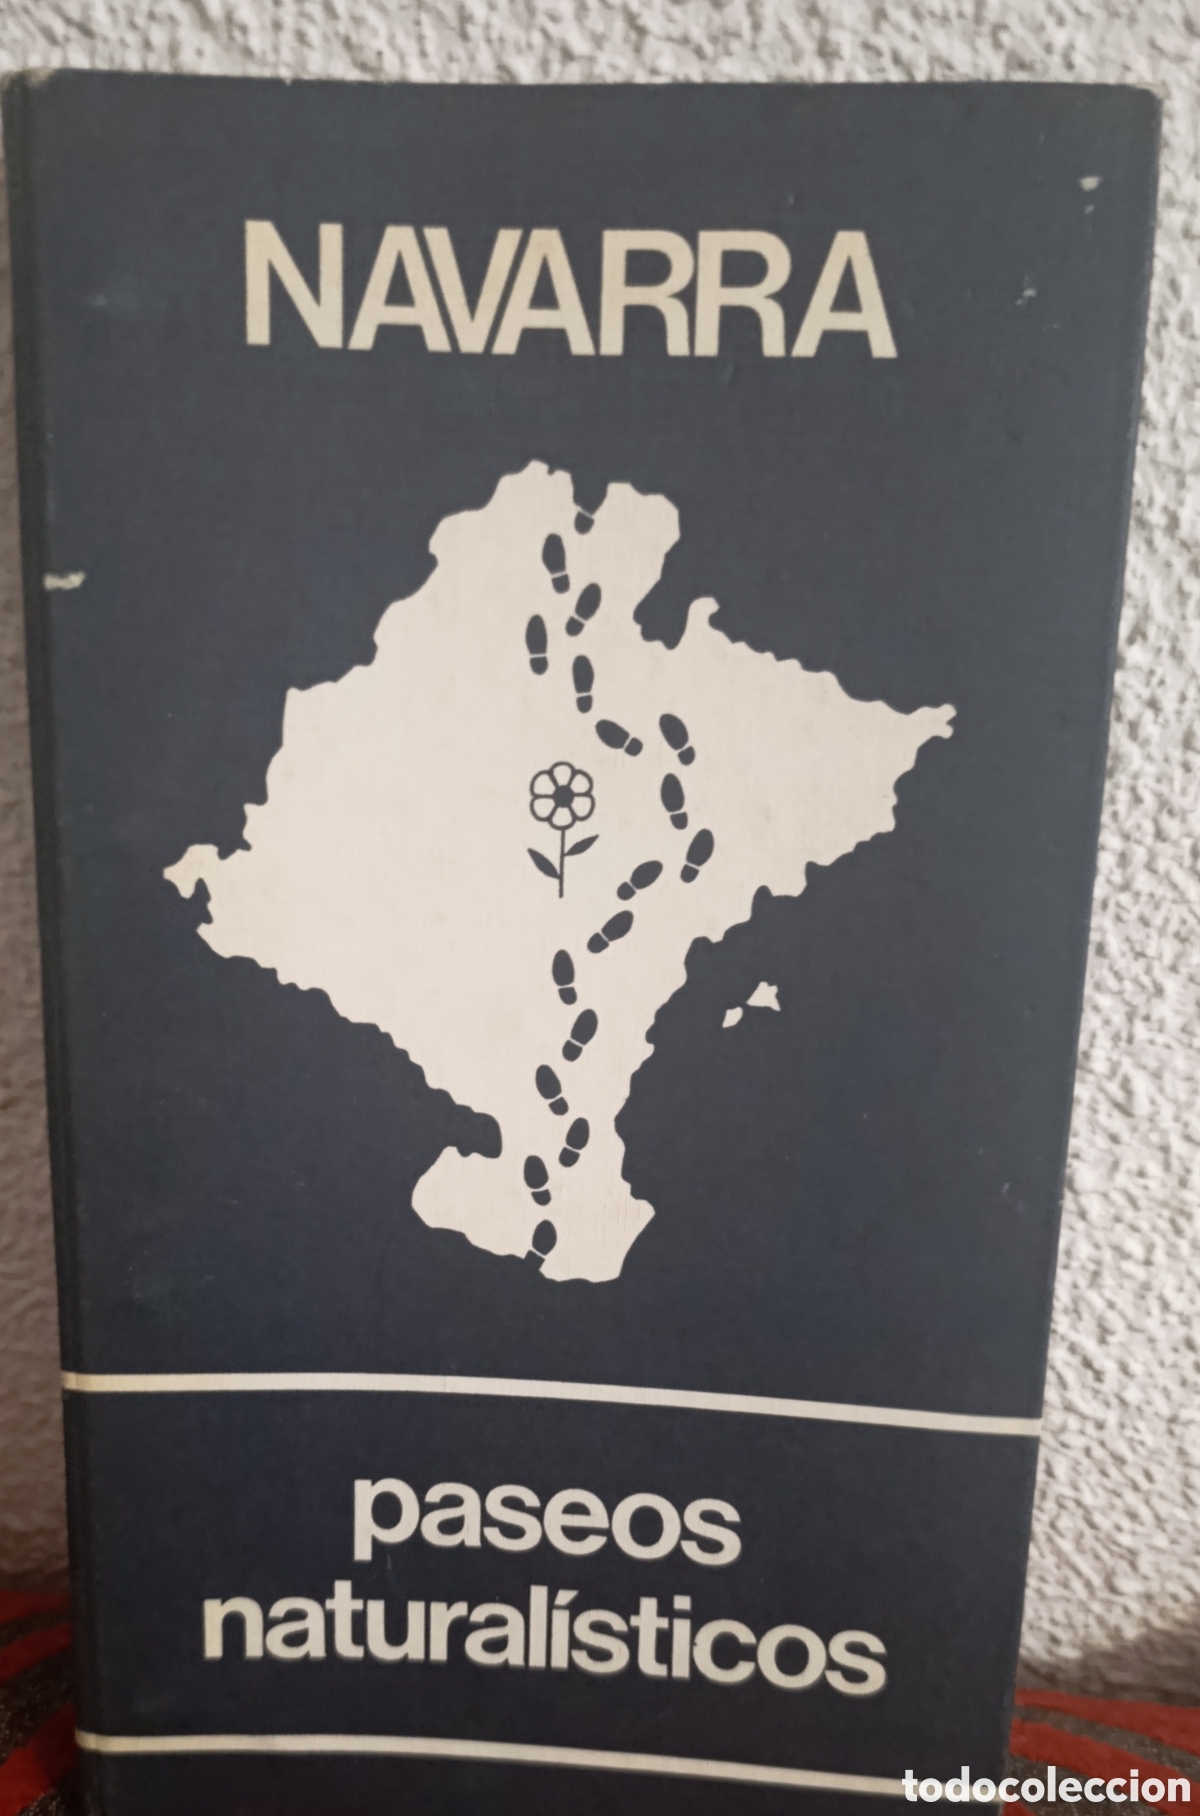 NAVARRA
paseos
naturalísticos
todocoleccion